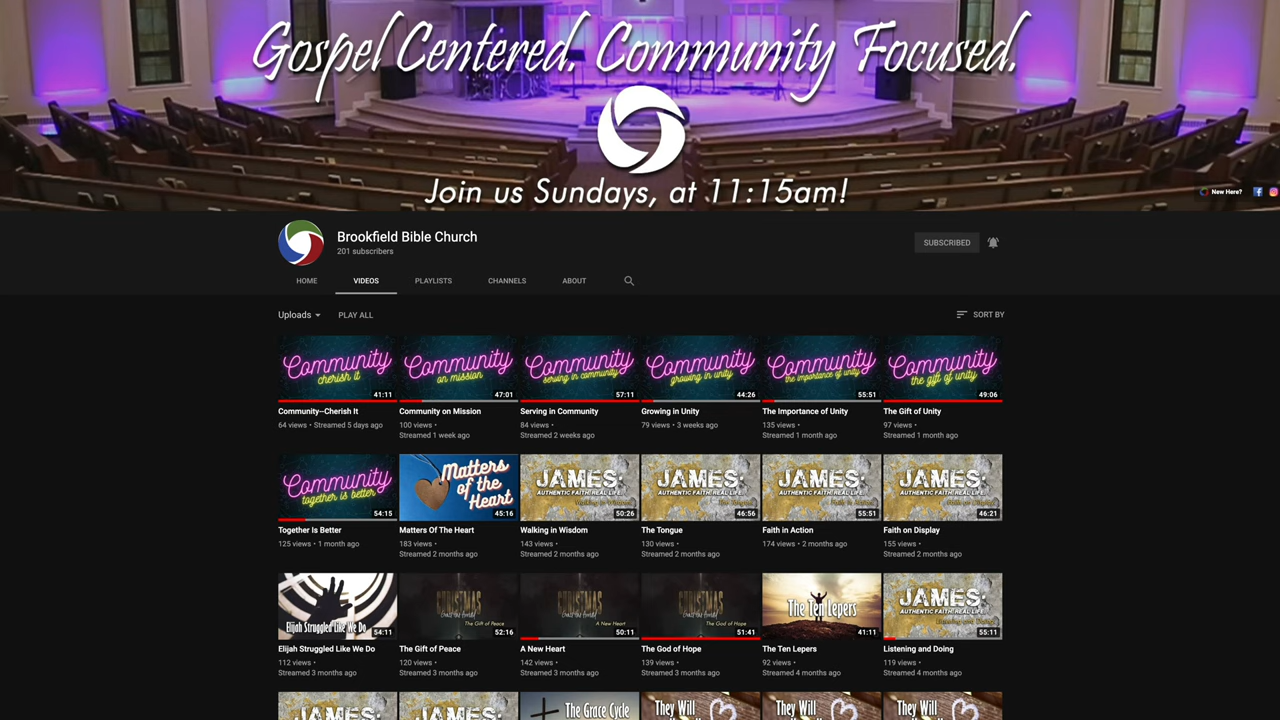 Gospel Centered. Community Focused.
Join us Sundays, at 11:15am!
New Here?
Brookfield Bible Church
201 subscribers
SUBSCRIBED
HOME VIDEOS PLAYLISTS CHANNELS ABOUT
Uploads PLAY ALL SORT BY
Community
cherish it
41:11
Community
on mission
47:01
Community
serving in community
57:11
Community
growing in unity
44:26
Community
the importance of unity
55:51
Community
the gift of unity
49:06
Community--Cherish It
64 views • Streamed 5 days ago
Community on Mission
100 views •
Streamed 1 week ago
Serving in Community
84 views •
Streamed 2 weeks ago
Growing in Unity
79 views • 3 weeks ago
The Importance of Unity
135 views •
Streamed 1 month ago
The Gift of Unity
97 views •
Streamed 1 month ago
Community
together is better
54:15
Matters
of the
Heart
45:16
JAMES:
AUTHENTIC FAITH. REAL LIFE.
50:26
JAMES:
AUTHENTIC FAITH. REAL LIFE.
46:56
JAMES:
AUTHENTIC FAITH. REAL LIFE.
55:51
JAMES:
AUTHENTIC FAITH. REAL LIFE.
46:21
Together Is Better
125 views • 1 month ago
Matters Of The Heart
183 views •
Streamed 2 months ago
Walking in Wisdom
143 views •
Streamed 2 months ago
The Tongue
130 views •
Streamed 2 months ago
Faith in Action
174 views • 2 months ago
Faith on Display
155 views •
Streamed 2 months ago
Elijah Struggled Like We Do
54:11
CHRISTMAS
The Gift of Peace
52:16
CHRISTMAS
A New Heart
50:11
CHRISTMAS
The God of Hope
51:41
The Ten Lepers
41:11
JAMES:
AUTHENTIC FAITH. REAL LIFE.
55:11
Elijah Struggled Like We Do
112 views •
Streamed 3 months ago
The Gift of Peace
120 views •
Streamed 3 months ago
A New Heart
142 views •
Streamed 3 months ago
The God of Hope
139 views •
Streamed 3 months ago
The Ten Lepers
92 views •
Streamed 4 months ago
Listening and Doing
119 views •
Streamed 4 months ago
JAMES:
JAMES:
The Grace Cycle
They Will
They Will
They Will